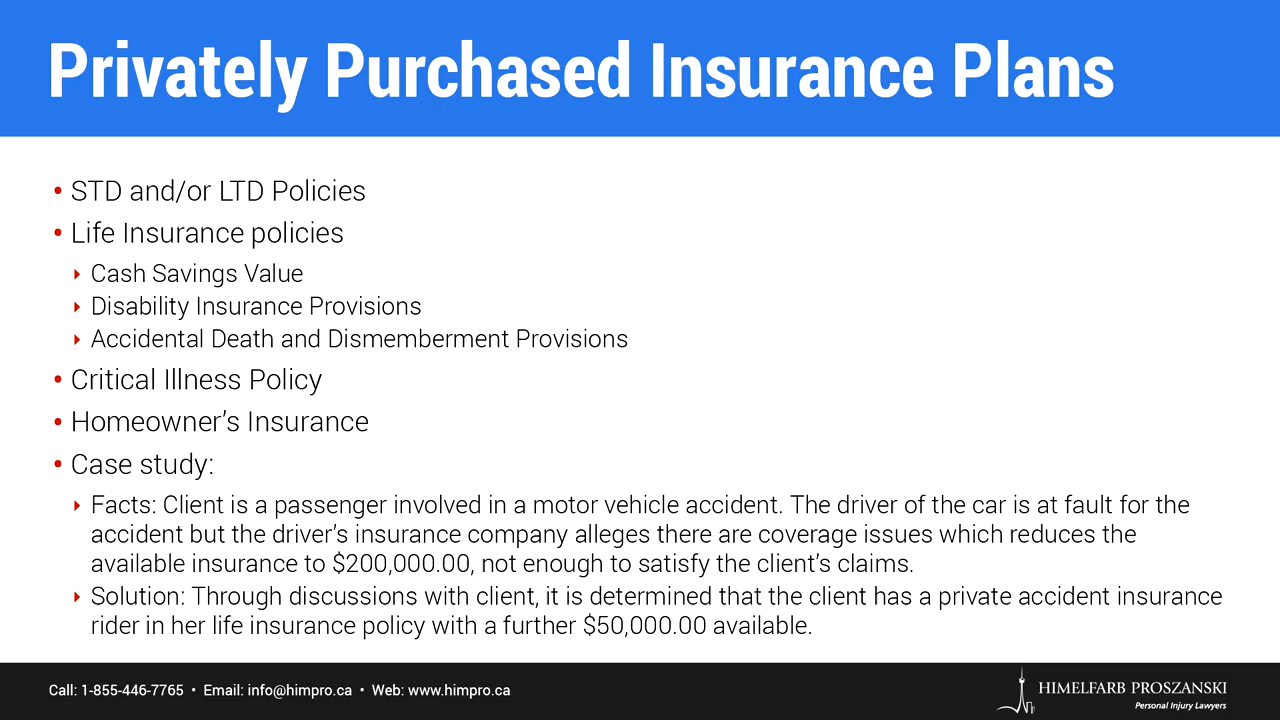 Privately Purchased Insurance Plans
• STD and/or LTD Policies
• Life Insurance policies
‣ Cash Savings Value
‣ Disability Insurance Provisions
‣ Accidental Death and Dismemberment Provisions
• Critical Illness Policy
• Homeowner’s Insurance
• Case study:
‣ Facts: Client is a passenger involved in a motor vehicle accident. The driver of the car is at fault for the
accident but the driver’s insurance company alleges there are coverage issues which reduces the
available insurance to $200,000.00, not enough to satisfy the client’s claims.
‣ Solution: Through discussions with client, it is determined that the client has a private accident insurance
rider in her life insurance policy with a further $50,000.00 available.
Call: 1-855-446-7765 • Email: info@himpro.ca • Web: www.himpro.ca
HIMELFARB PROSZANSKI
Personal Injury Lawyers